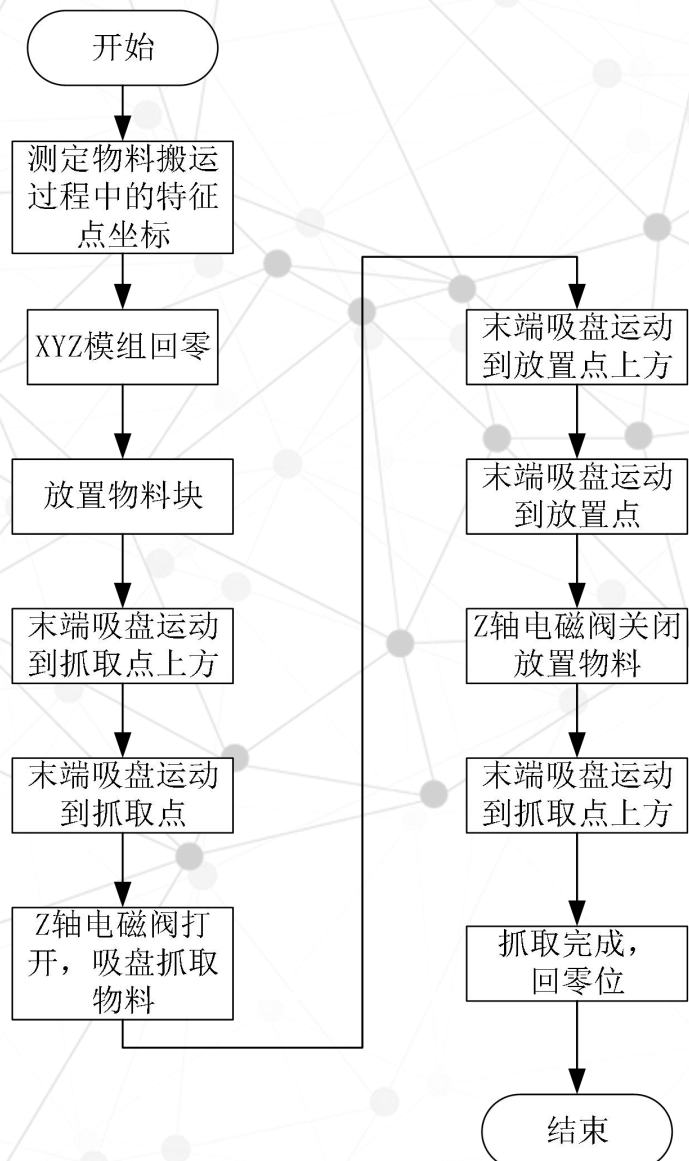 开始
测定物料搬运
过程中的特征
点坐标
XYZ模组回零
放置物料块
末端吸盘运动
到抓取点上方
末端吸盘运动
到抓取点
Z轴电磁阀打
开，吸盘抓取
物料
末端吸盘运动
到放置点上方
末端吸盘运动
到放置点
Z轴电磁阀关闭
放置物料
末端吸盘运动
到抓取点上方
抓取完成，
回零位
结束